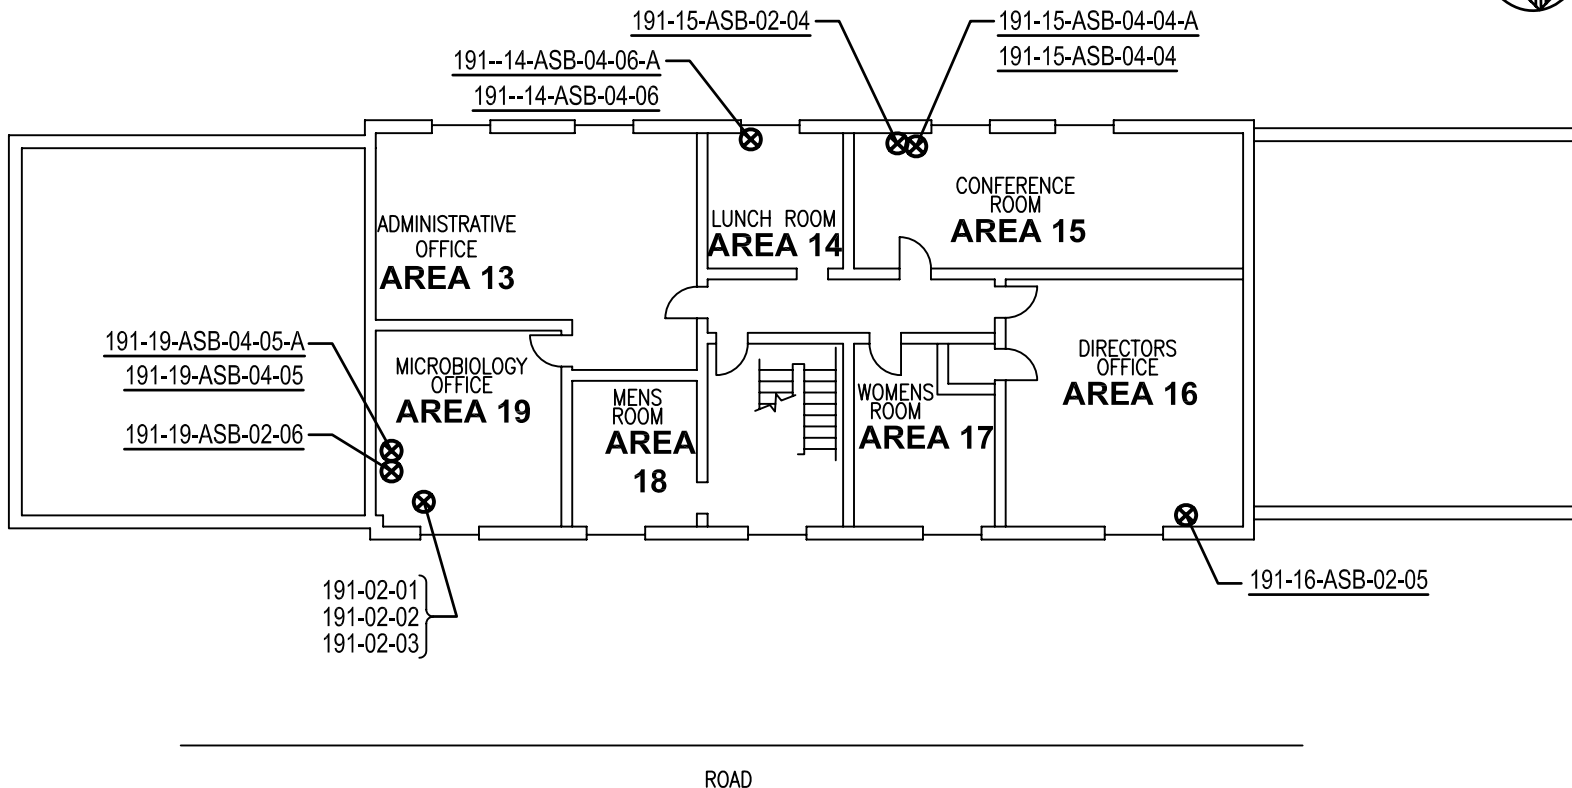 191-15-ASB-02-04
191-15-ASB-04-04-A
191-15-ASB-04-04
191--14-ASB-04-06-A
191--14-ASB-04-06
ADMINISTRATIVE
OFFICE
AREA 13
LUNCH ROOM
AREA 14
CONFERENCE
ROOM
AREA 15
191-19-ASB-04-05-A
191-19-ASB-04-05
191-19-ASB-02-06
MICROBIOLOGY
OFFICE
AREA 19
MENS
ROOM
AREA
18
WOMENS
ROOM
AREA 17
DIRECTORS
OFFICE
AREA 16
191-02-01
191-02-02
191-02-03
191-16-ASB-02-05
ROAD